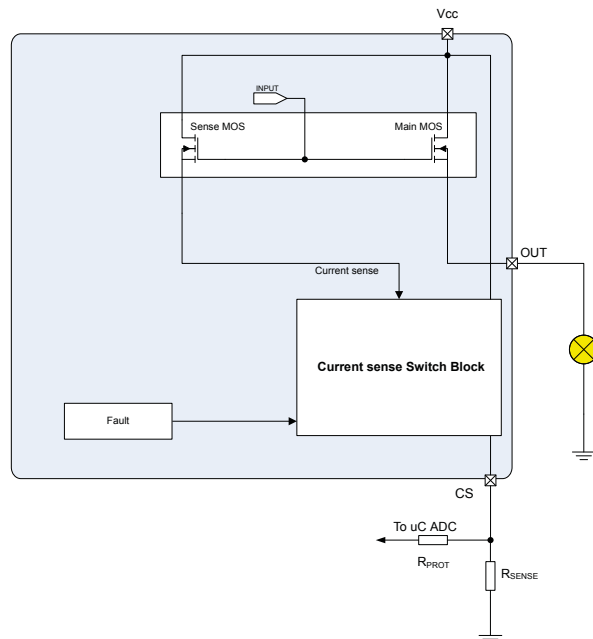 Vcc
INPUT
Sense MOS
Main MOS
OUT
Current sense
Current sense Switch Block
Fault
CS
To uC ADC
RPROT
RSENSE